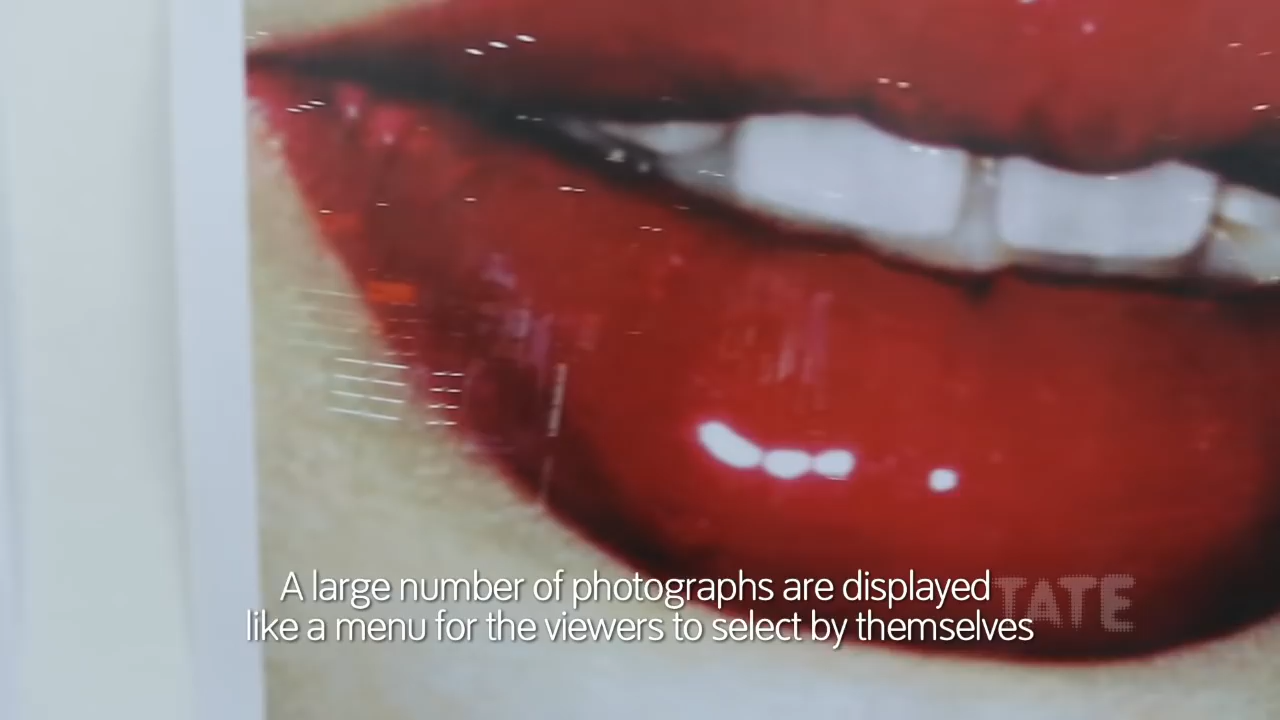 A large number of photographs are displayed
like a menu for the viewers to select by themselves
TATE